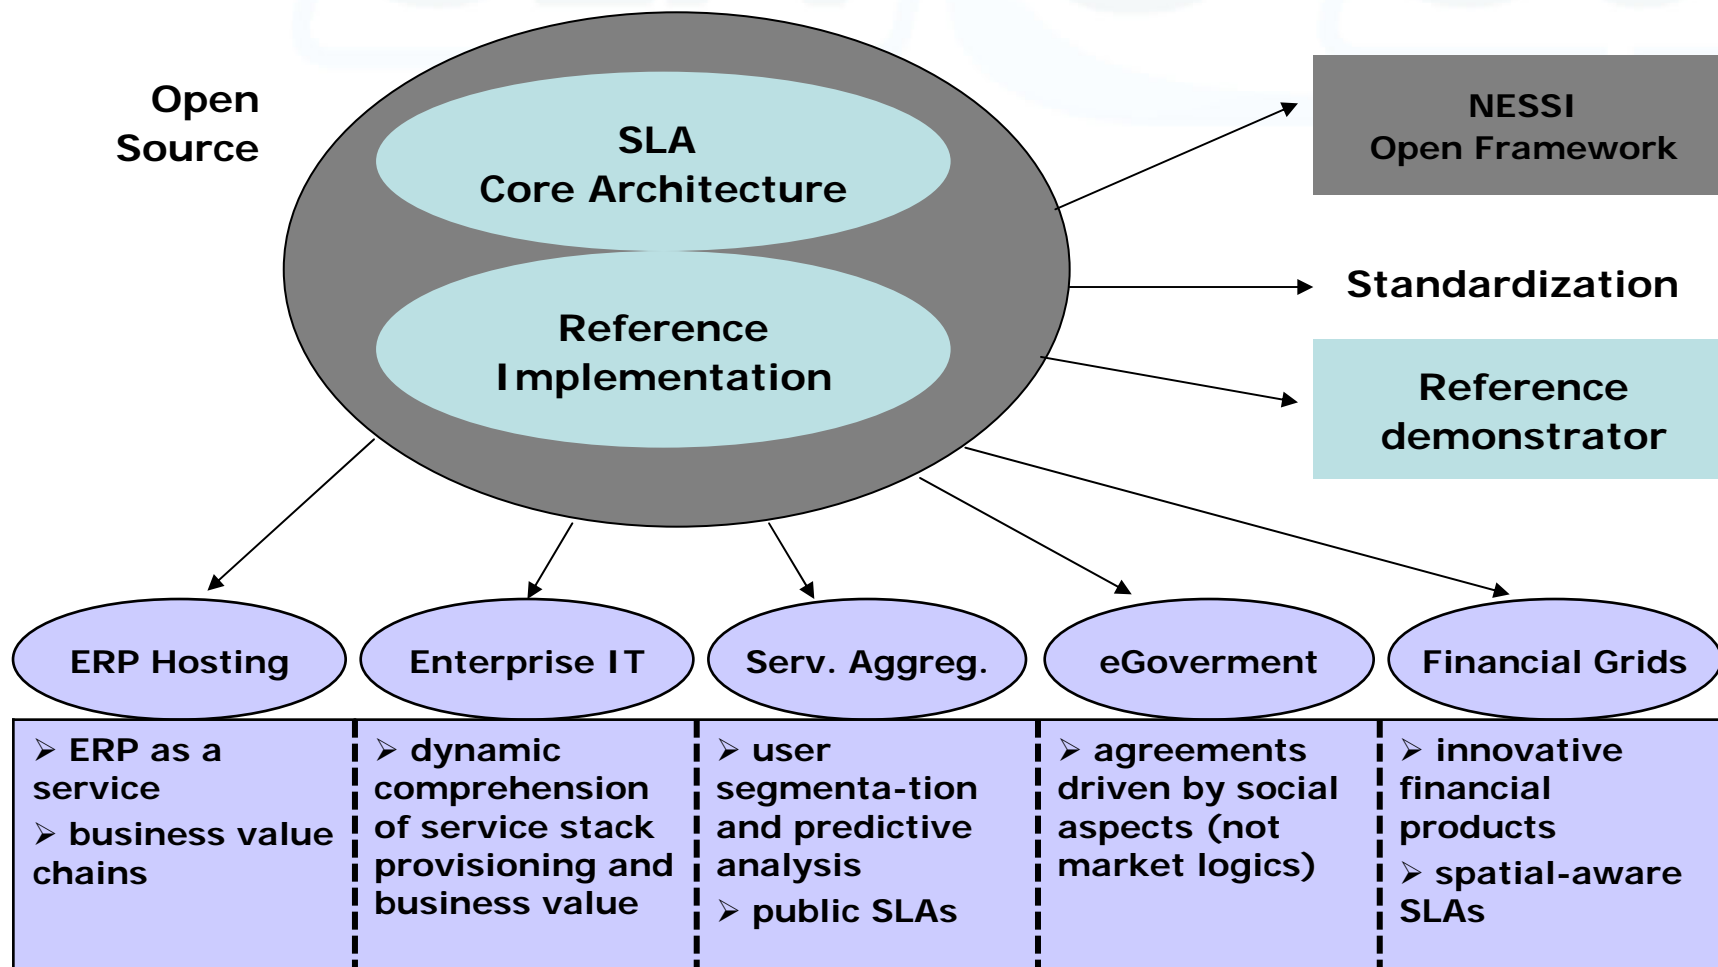 Open
Source
SLA
Core Architecture
Reference
Implementation
NESSI
Open Framework
Standardization
Reference
demonstrator
ERP Hosting
Enterprise IT
Serv. Aggreg.
eGoverment
Financial Grids
➢ ERP as a
service
➢ business value
chains
➢ dynamic
comprehension
of service stack
provisioning and
business value
➢ user
segmenta-tion
and predictive
analysis
➢ public SLAs
➢ agreements
driven by social
aspects (not
market logics)
➢ innovative
financial
products
➢ spatial-aware
SLAs